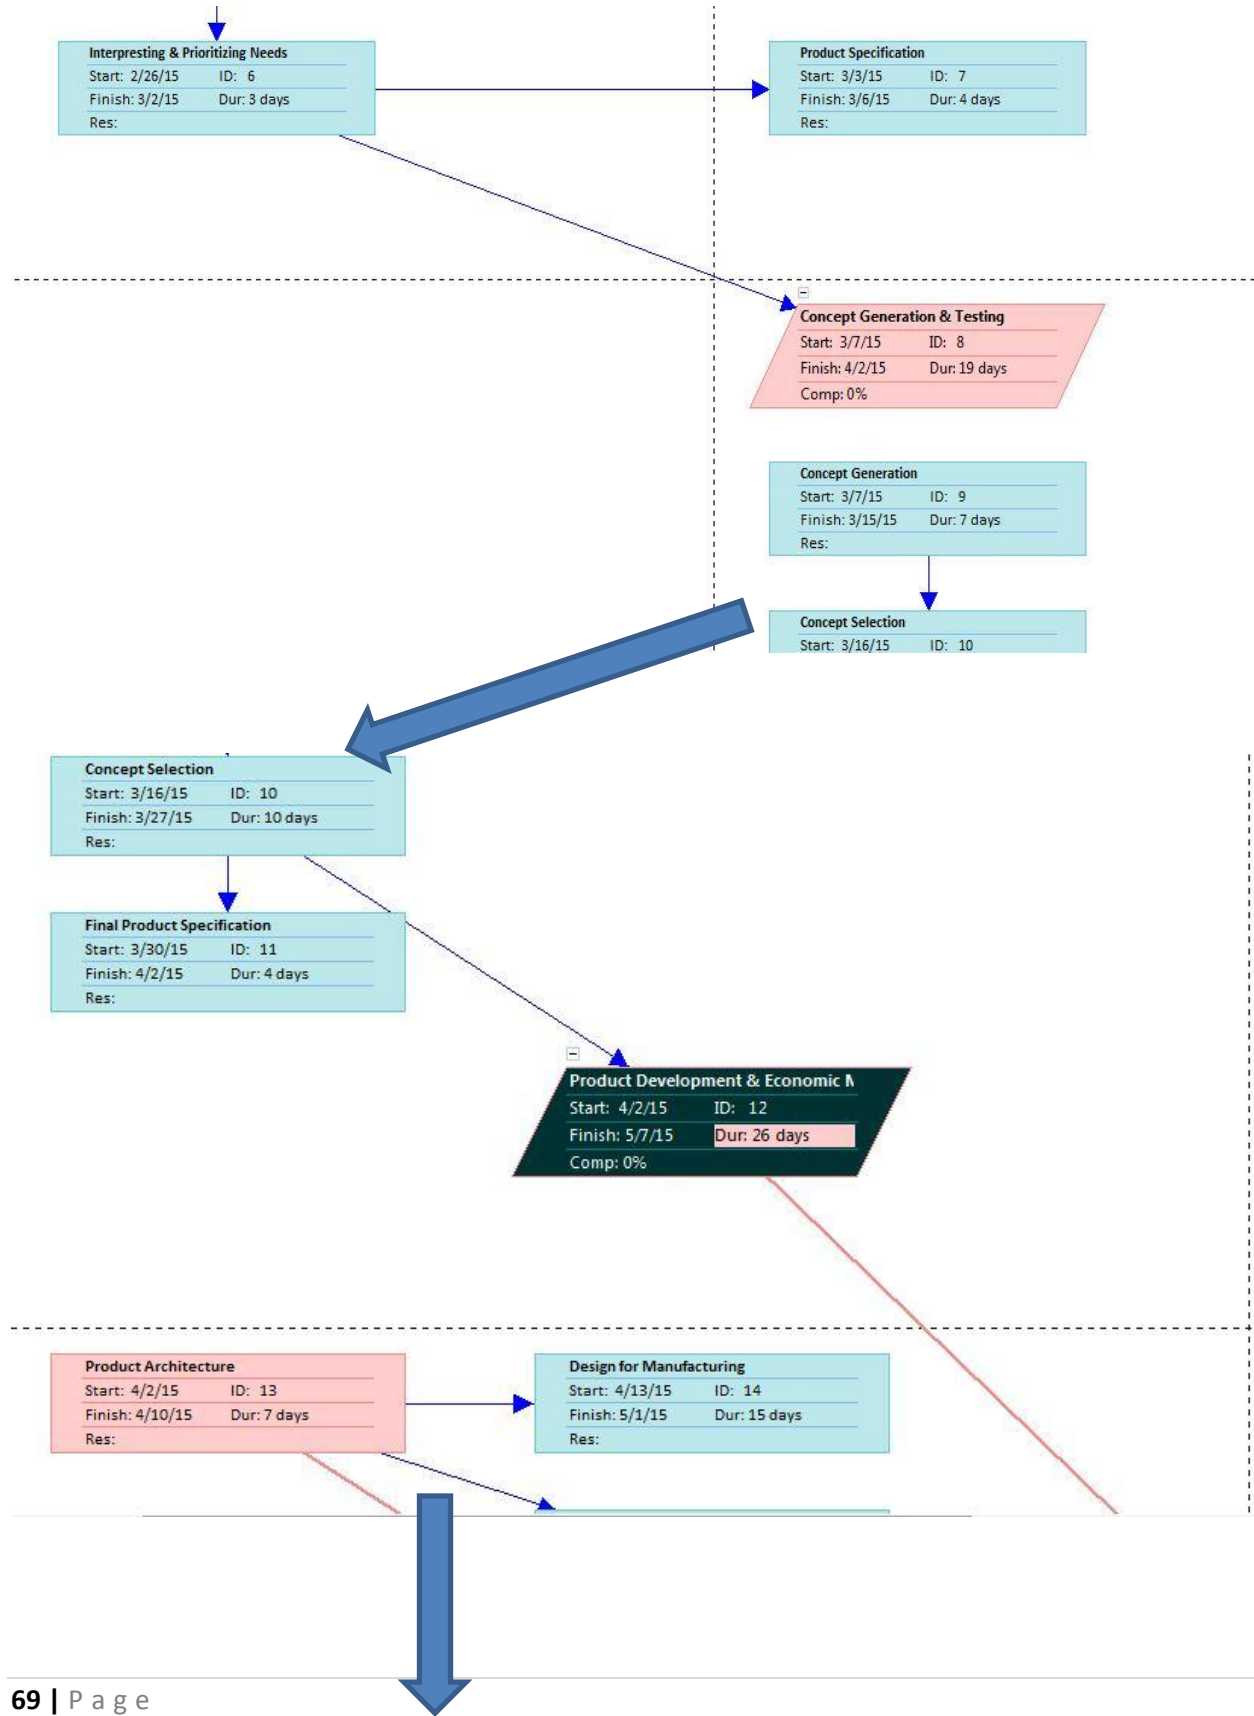 Interpresting & Prioritizing Needs
Start: 2/26/15 ID: 6
Finish: 3/2/15 Dur: 3 days
Res:
Product Specification
Start: 3/3/15 ID: 7
Finish: 3/6/15 Dur: 4 days
Res:
Concept Generation & Testing
Start: 3/7/15 ID: 8
Finish: 4/2/15 Dur: 19 days
Comp: 0%
Concept Generation
Start: 3/7/15 ID: 9
Finish: 3/15/15 Dur: 7 days
Res:
Concept Selection
Start: 3/16/15 ID: 10
Concept Selection
Start: 3/16/15 ID: 10
Finish: 3/27/15 Dur: 10 days
Res:
Final Product Specification
Start: 3/30/15 ID: 11
Finish: 4/2/15 Dur: 4 days
Res:
Product Development & Economic
Start: 4/2/15 ID: 12
Finish: 5/7/15 Dur: 26 days
Comp: 0%
Product Architecture
Start: 4/2/15 ID: 13
Finish: 4/10/15 Dur: 7 days
Res:
Design for Manufacturing
Start: 4/13/15 ID: 14
Finish: 5/1/15 Dur: 15 days
Res:
69 | Page